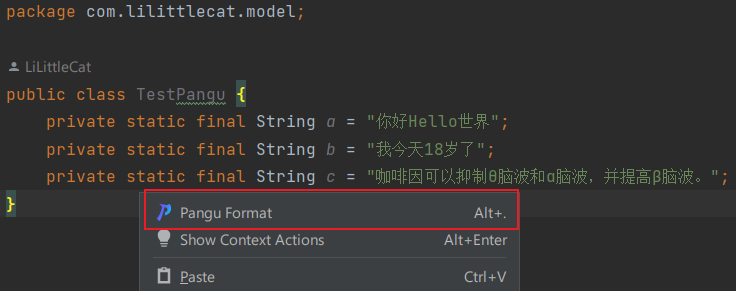 package com.lilittlecat.model;
LiLittleCat
public class TestPangu {
private static final String a = "你好Hello世界";
private static final String b = "我今天18岁了";
private static final String c = "咖啡因可以抑制θ脑波和α脑波，并提高β脑波。";
}
Pangu Format Alt+.
Show Context Actions Alt+Enter
Paste Ctrl+V